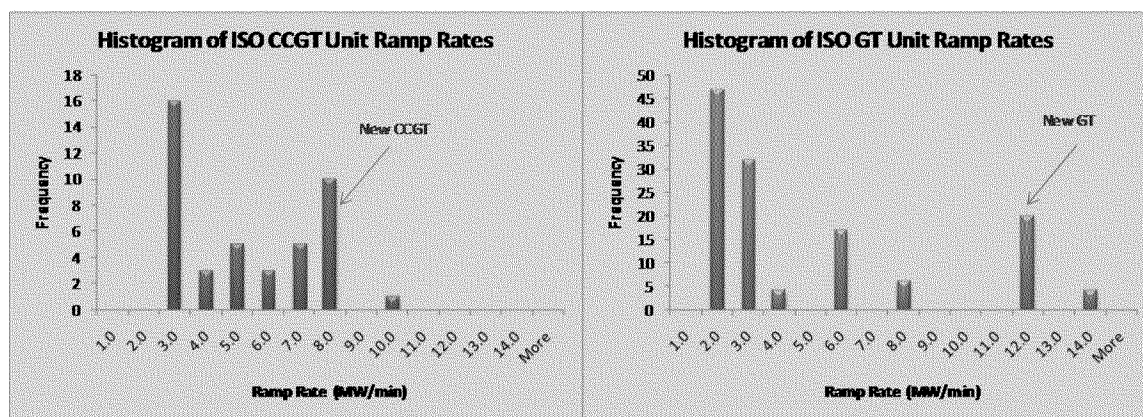 Histogram of ISO CCGT Unit Ramp Rates
18
16
14
12
10
8
6
4
2
0
Frequency
New CCGT
1.0 2.0 3.0 4.0 5.0 6.0 7.0 8.0 9.0 10.0 11.0 12.0 13.0 14.0 More
Ramp Rate (MW/min)
Histogram of ISO GT Unit Ramp Rates
50
45
40
35
30
25
20
15
10
5
0
Frequency
New GT
1.0 2.0 3.0 4.0 5.0 6.0 7.0 8.0 9.0 10.0 11.0 12.0 13.0 14.0 More
Ramp Rate (MW/min)